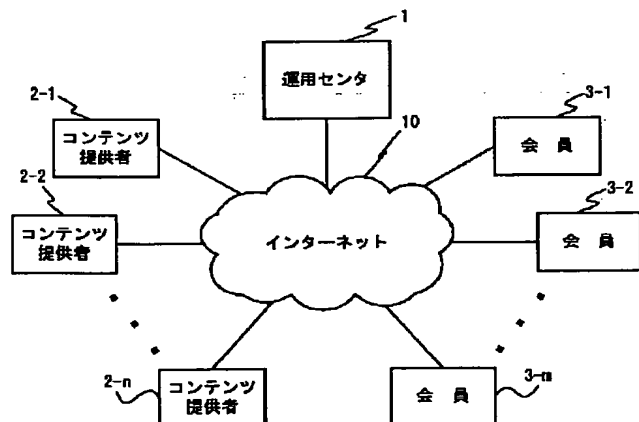 1
運用センタ
2-1
コンテンツ
提供者
10
3-1
会 員
2-2
コンテンツ
提供者
インターネット
3-2
会 員
2-n
コンテンツ
提供者
会 員
3-m